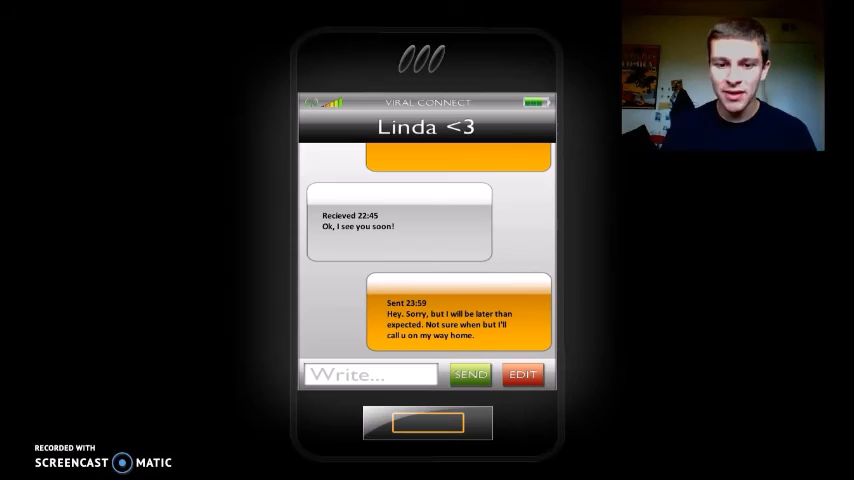 VIRAL CONNECT
Linda <3
Recieved 22:45
Ok, I see you soon!
Sent 23:59
Hey. Sorry, but I will be later than
expected. Not sure when but I'll
call u on my way home.
Write...
SEND
EDIT
RECORDED WITH
SCREENCAST MATIC